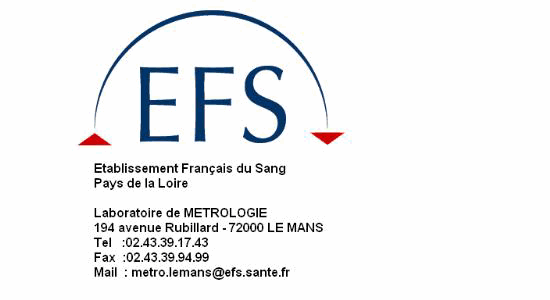 EFS
Etablissement Français du Sang
Pays de la Loire
Laboratoire de METROLOGIE
194 avenue Rubillard - 72000 LE MANS
Tel :02.43.39.17.43
Fax :02.43.39.94.99
Mail : metro.lemans@efs.sante.fr